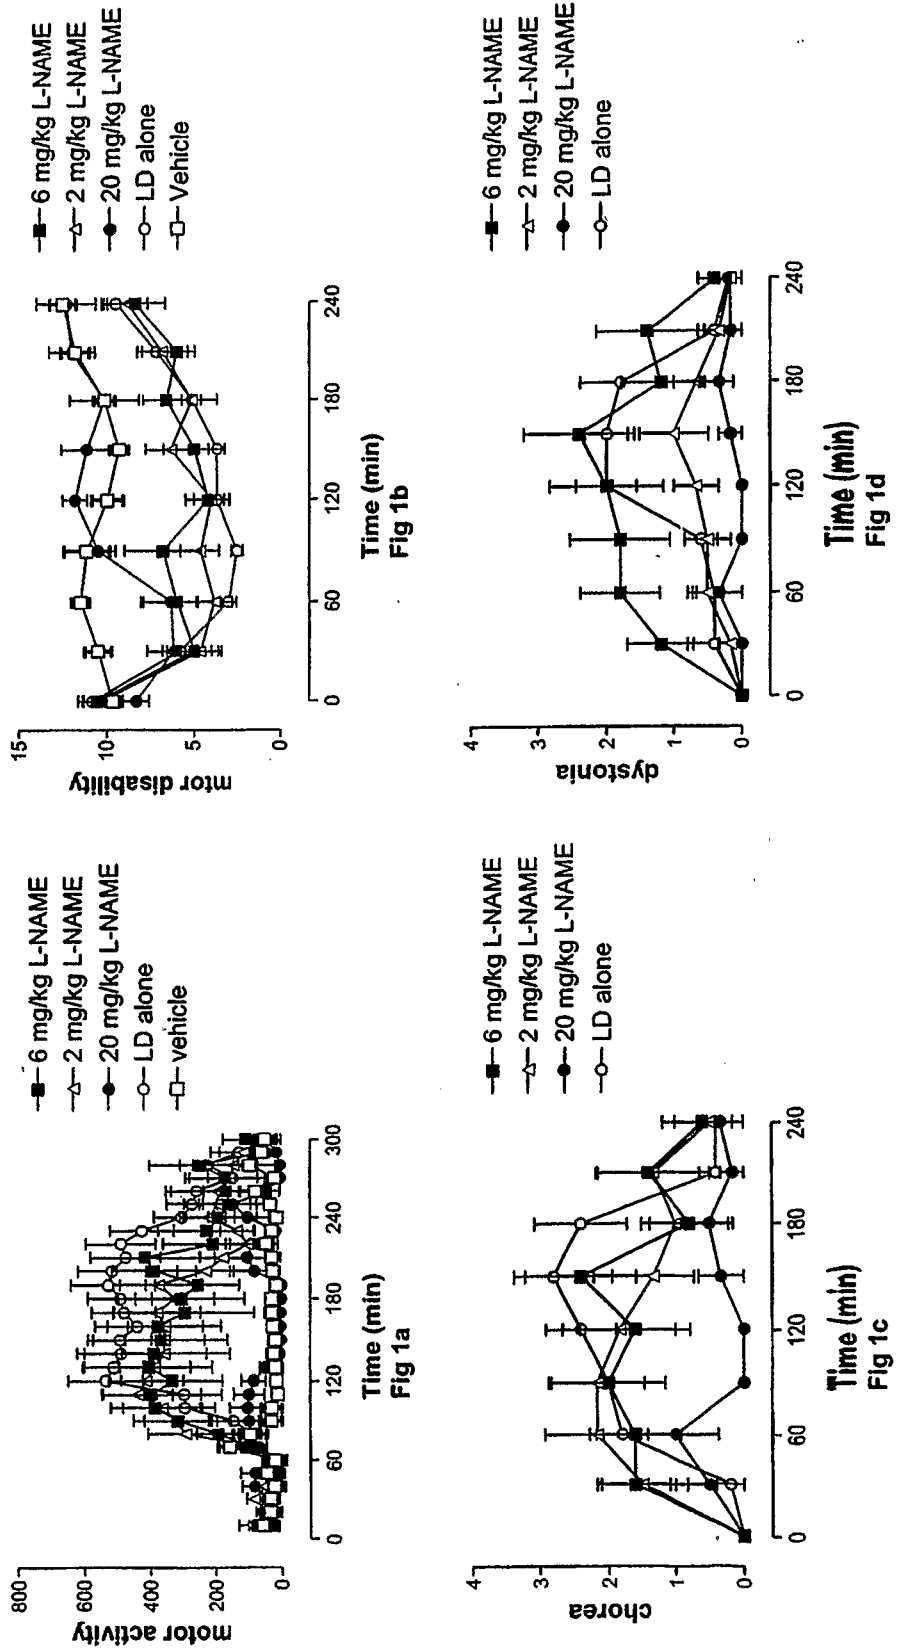 motor activity
800
600
400
200
0
0
60
120
180
240
300
Time (min)
Fig 1a
6 mg/kg L-NAME
2 mg/kg L-NAME
20 mg/kg L-NAME
LD alone
vehicle
mtor disability
15
10
5
0
0
60
120
180
240
Time (min)
Fig 1b
6 mg/kg L-NAME
2 mg/kg L-NAME
20 mg/kg L-NAME
LD alone
Vehicle
chorea
4
3
2
1
0
0
60
120
180
240
Time (min)
Fig 1c
6 mg/kg L-NAME
2 mg/kg L-NAME
20 mg/kg L-NAME
LD alone
dystonia
4
3
2
1
0
0
60
120
180
240
Time (min)
Fig 1d
6 mg/kg L-NAME
2 mg/kg L-NAME
20 mg/kg L-NAME
LD alone